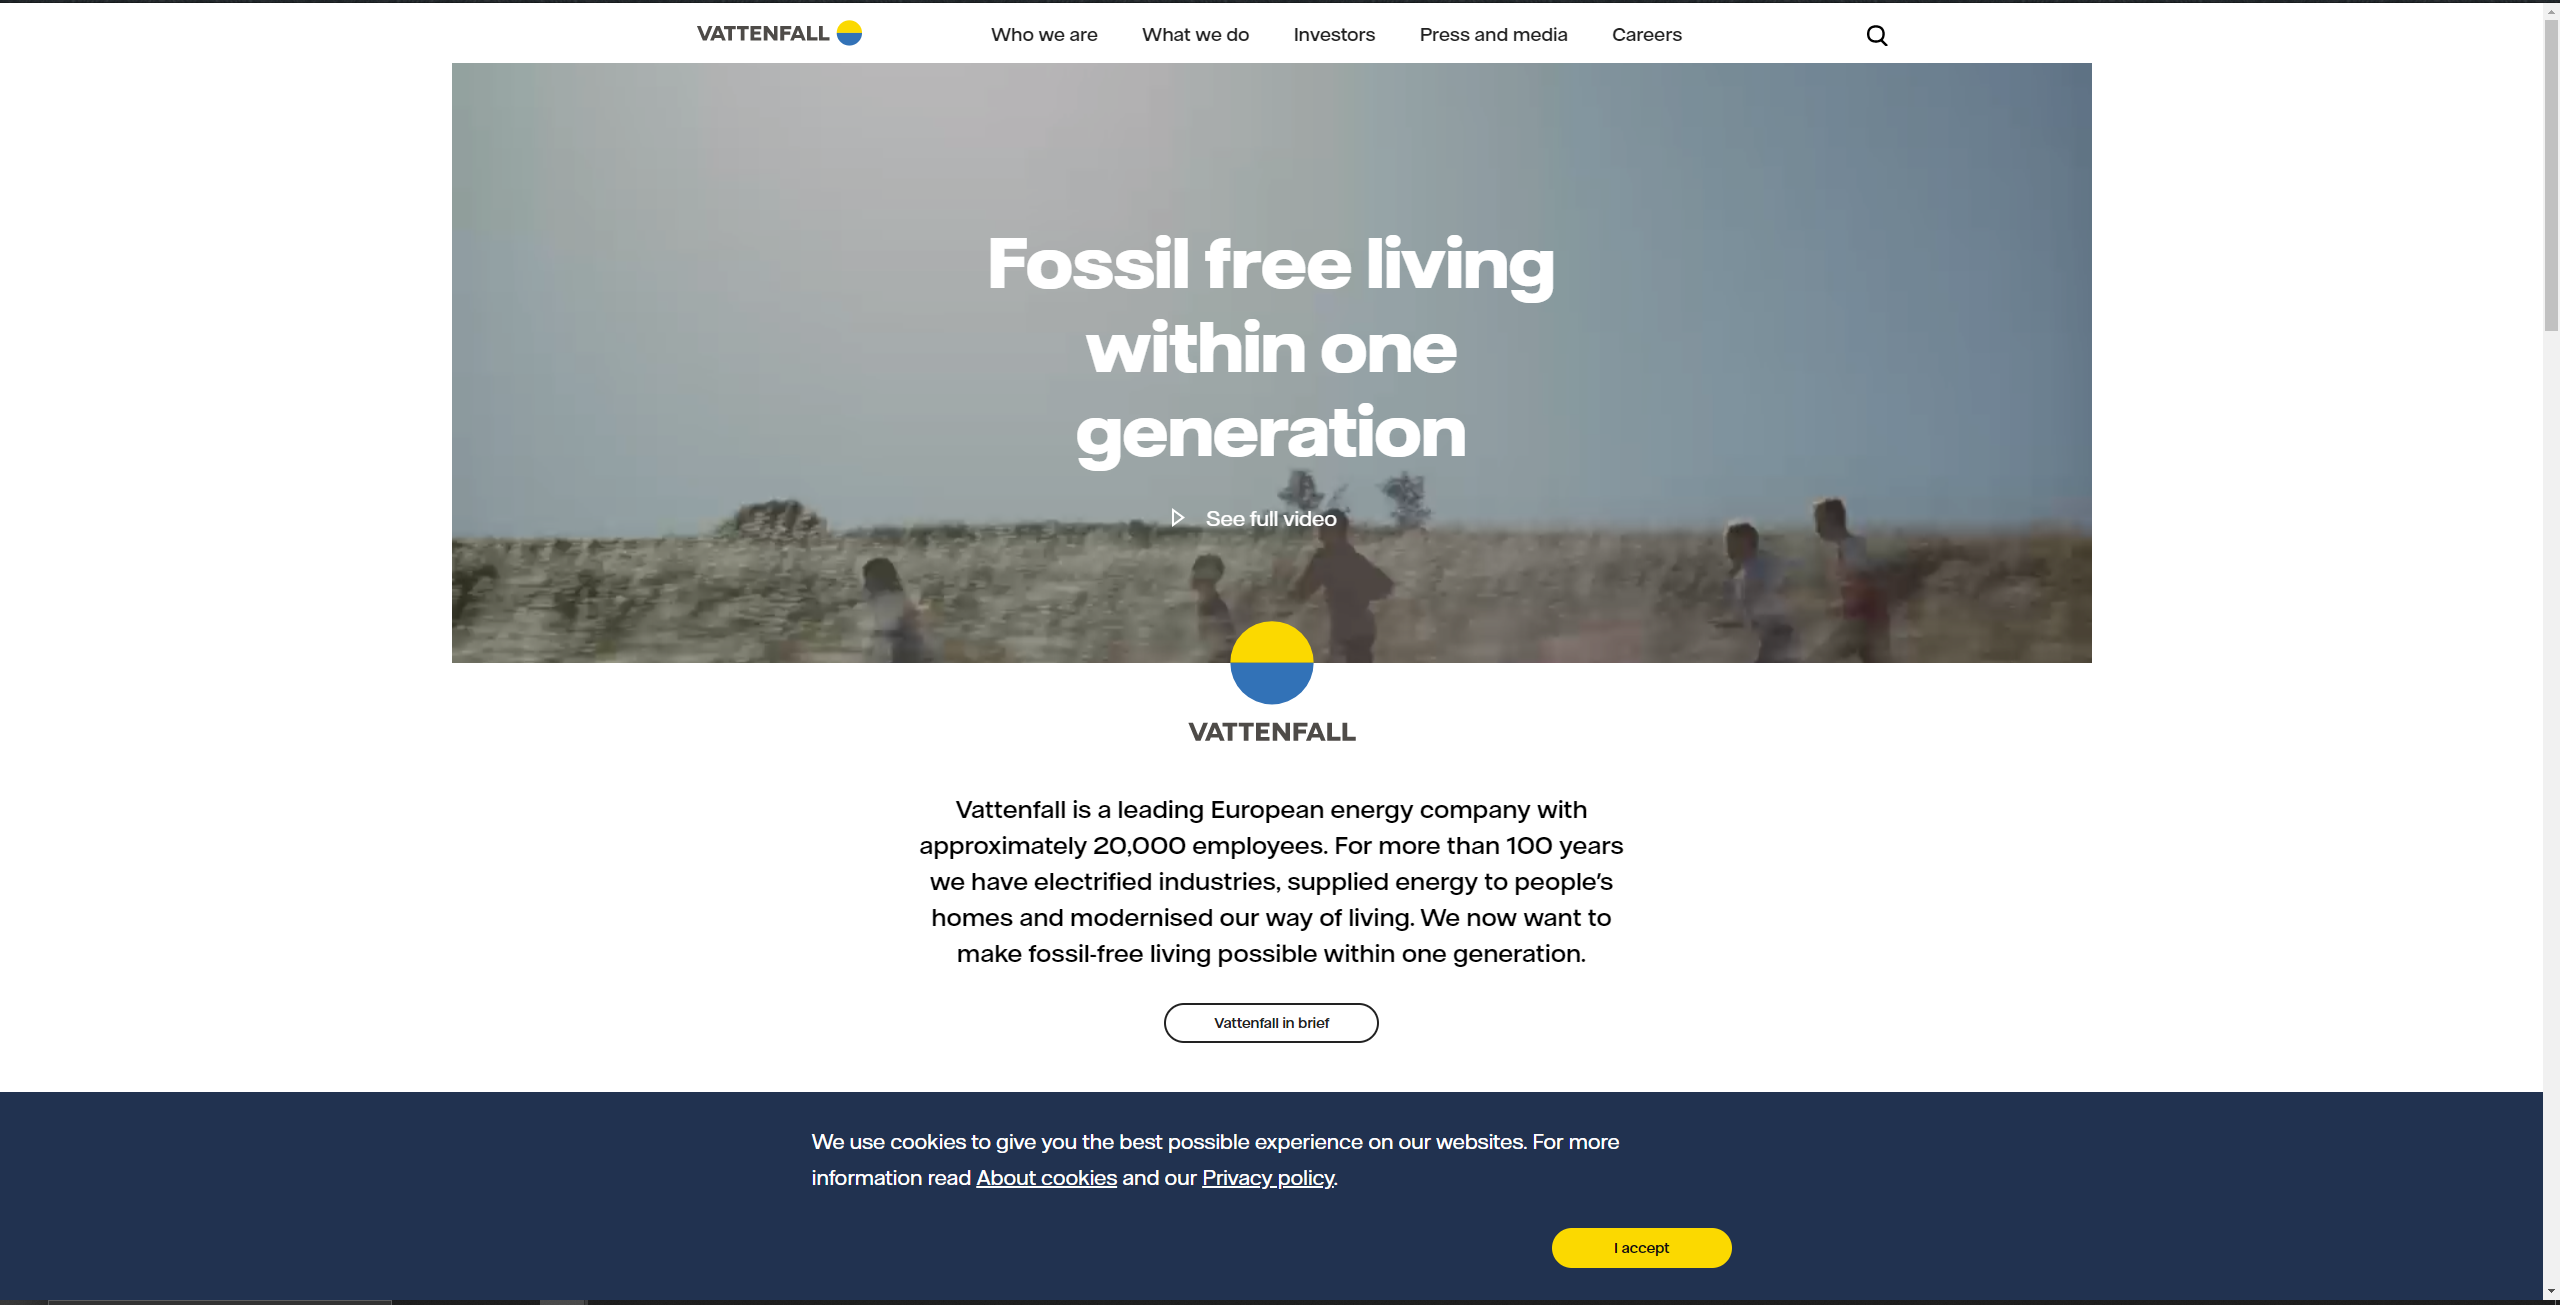 VATTENFALL
Who we are
What we do
Investors
Press and media
Careers
Fossil free living
within one
generation
See full video
VATTENFALL
Vattenfall is a leading European energy company with
approximately 20,000 employees. For more than 100 years
we have electrified industries, supplied energy to people's
homes and modernised our way of living. We now want to
make fossil-free living possible within one generation.
Vattenfall in brief
We use cookies to give you the best possible experience on our websites. For more
information read About cookies and our Privacy policy.
I accept